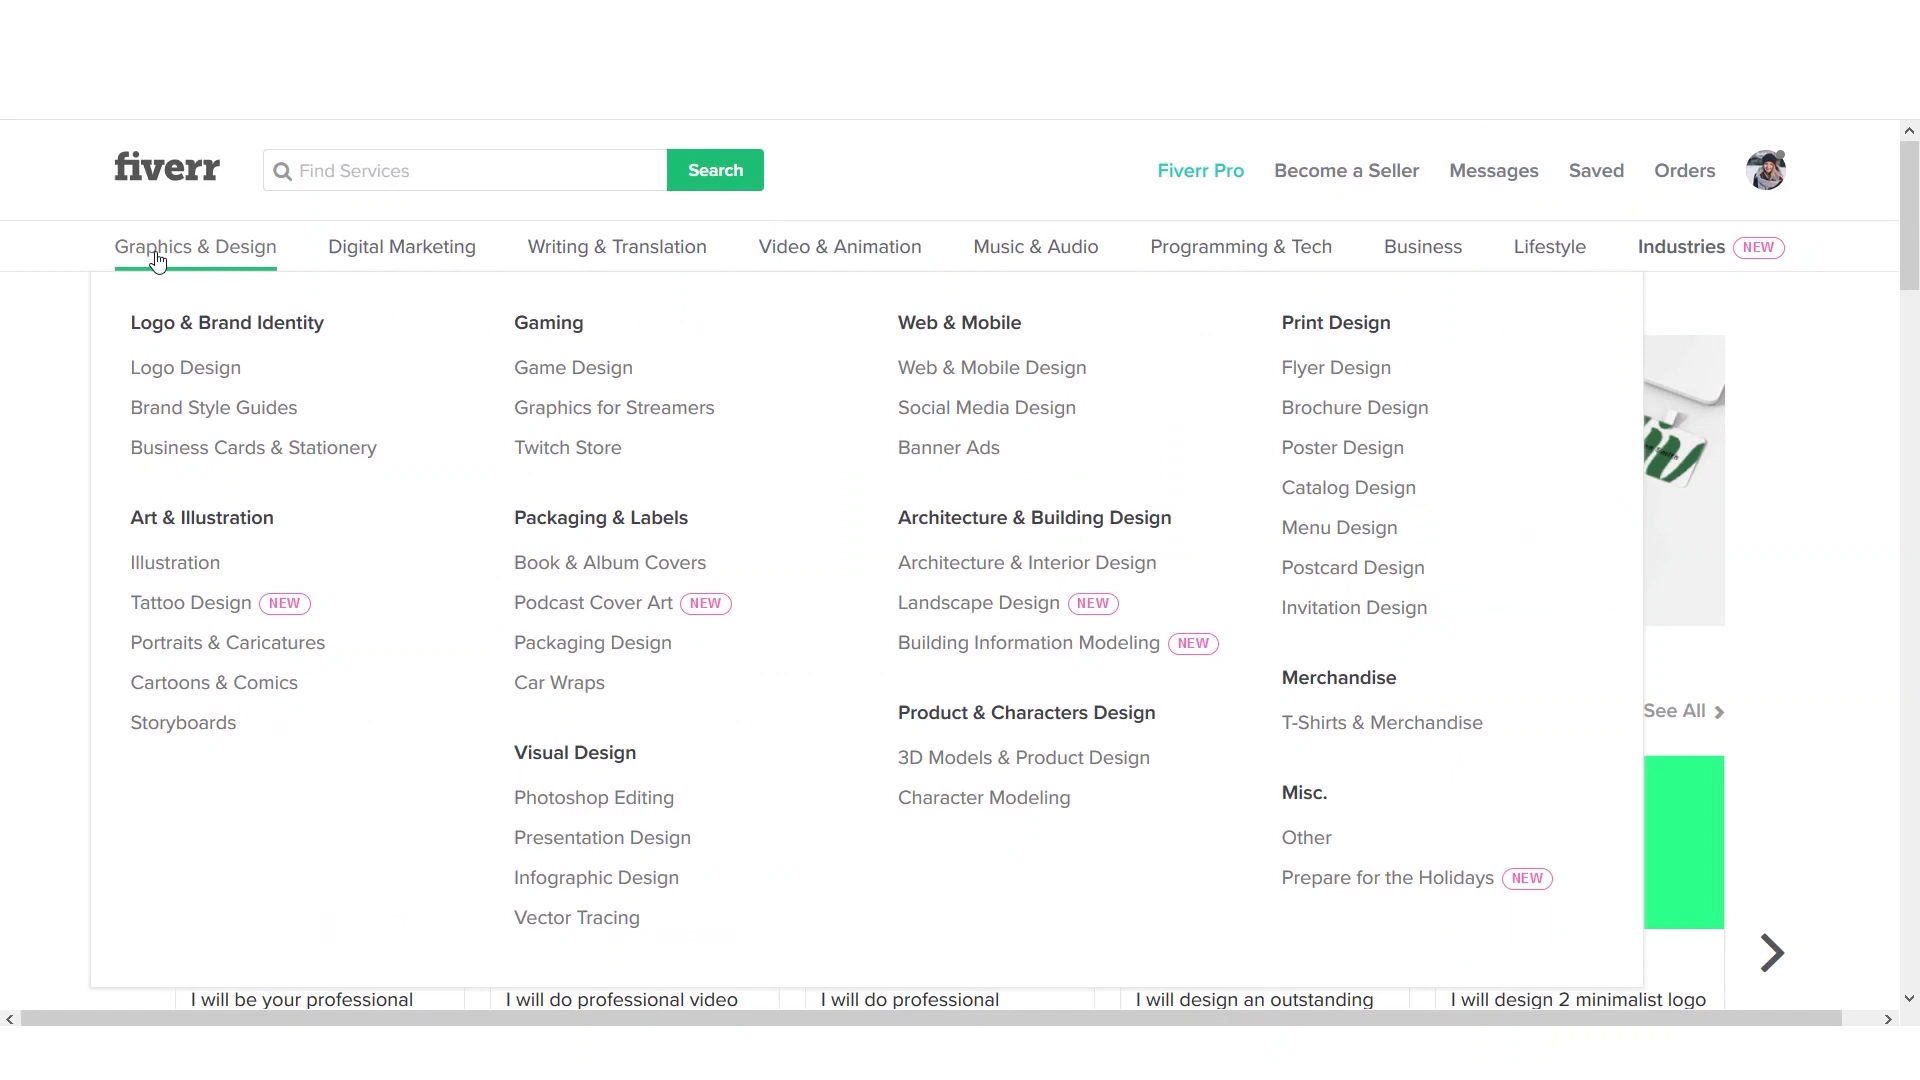 fiverr
Find Services
Search
Fiverr Pro
Become a Seller
Messages
Saved
Orders
Graphics & Design
Digital Marketing
Writing & Translation
Video & Animation
Music & Audio
Programming & Tech
Business
Lifestyle
Industries NEW
Logo & Brand Identity
Logo Design
Brand Style Guides
Business Cards & Stationery
Art & Illustration
Illustration
Tattoo Design NEW
Portraits & Caricatures
Cartoons & Comics
Storyboards
Gaming
Game Design
Graphics for Streamers
Twitch Store
Packaging & Labels
Book & Album Covers
Podcast Cover Art NEW
Packaging Design
Car Wraps
Visual Design
Photoshop Editing
Presentation Design
Infographic Design
Vector Tracing
Web & Mobile
Web & Mobile Design
Social Media Design
Banner Ads
Architecture & Building Design
Architecture & Interior Design
Landscape Design NEW
Building Information Modeling NEW
Product & Characters Design
3D Models & Product Design
Character Modeling
Print Design
Flyer Design
Brochure Design
Poster Design
Catalog Design
Menu Design
Postcard Design
Invitation Design
Merchandise
T-Shirts & Merchandise
Misc.
Other
Prepare for the Holidays NEW
See All
I will be your professional
I will do professional video
I will do professional
I will design an outstanding
I will design 2 minimalist logo